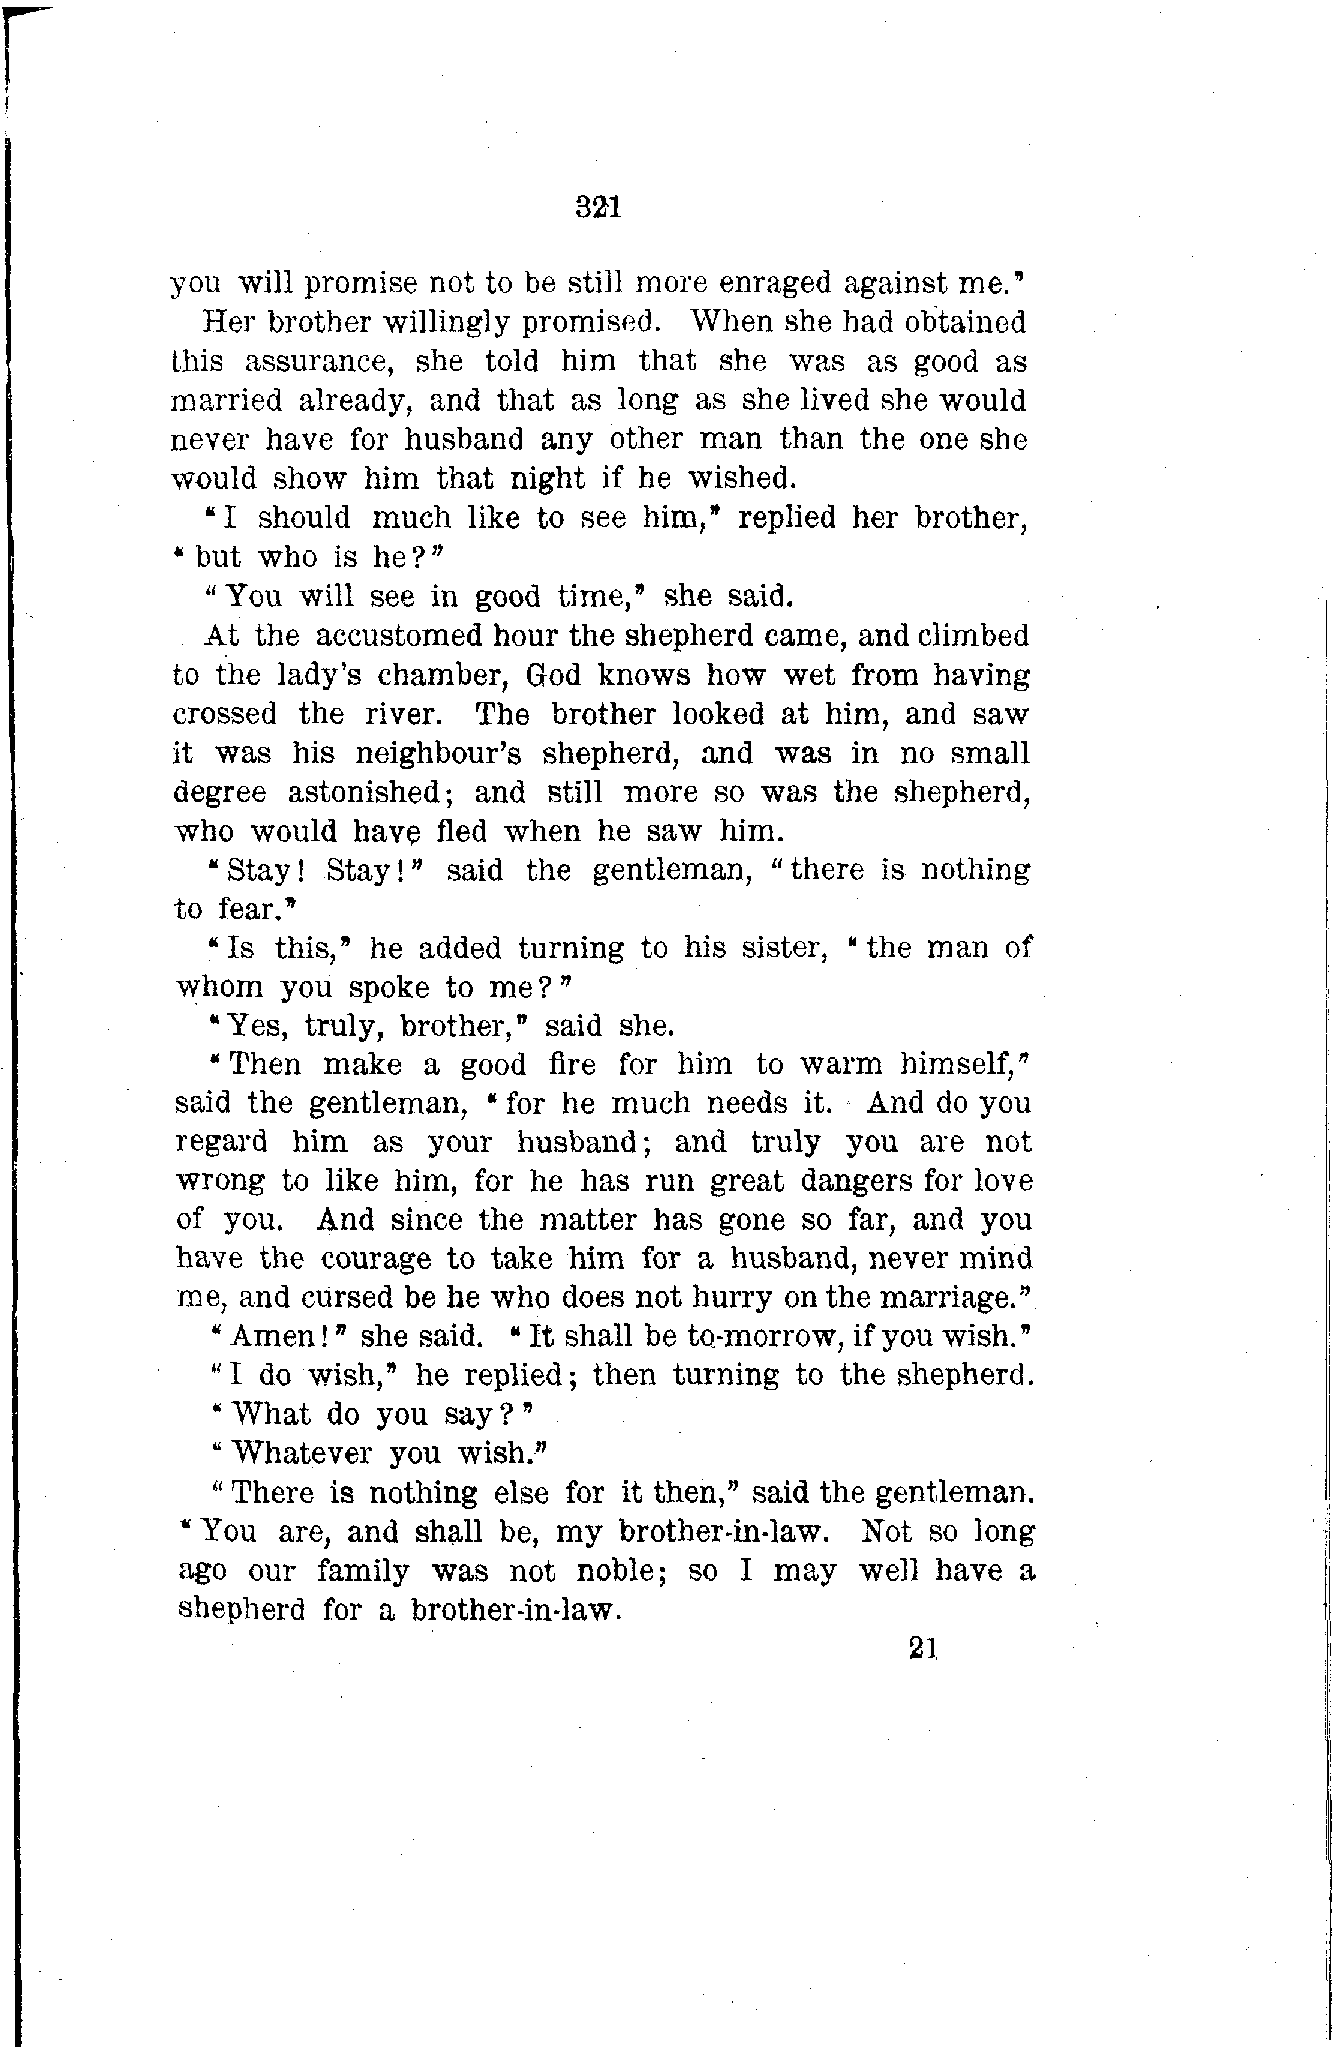 321
you will promise not to be still more enraged against me."
Her brother willingly promised. When she had obtained
this assurance, she told him that she was as good as
married already, and that as long as she lived she would
never have for husband any other man than the one she
would show him that night if he wished.
"I should much like to see him," replied her brother,
"but who is he?"
"You will see in good time," she said.
At the accustomed hour the shepherd came, and climbed
to the lady's chamber, God knows how wet from having
crossed the river. The brother looked at him, and saw
it was his neighbour's shepherd, and was in no small
degree astonished; and still more so was the shepherd,
who would have fled when he saw him.
"Stay! Stay!" said the gentleman, "there is nothing
to fear."
"Is this," he added turning to his sister, "the man of
whom you spoke to me?"
"Yes, truly, brother," said she.
"Then make a good fire for him to warm himself,"
said the gentleman, "for he much needs it. And do you
regard him as your husband; and truly you are not
wrong to like him, for he has run great dangers for love
of you. And since the matter has gone so far, and you
have the courage to take him for a husband, never mind
me, and cursed be he who does not hurry on the marriage."
"Amen!" she said. "It shall be to-morrow, if you wish."
"I do wish," he replied; then turning to the shepherd.
"What do you say?"
"Whatever you wish."
"There is nothing else for it then," said the gentleman.
"You are, and shall be, my brother-in-law. Not so long
ago our family was not noble; so I may well have a
shepherd for a brother-in-law.
21